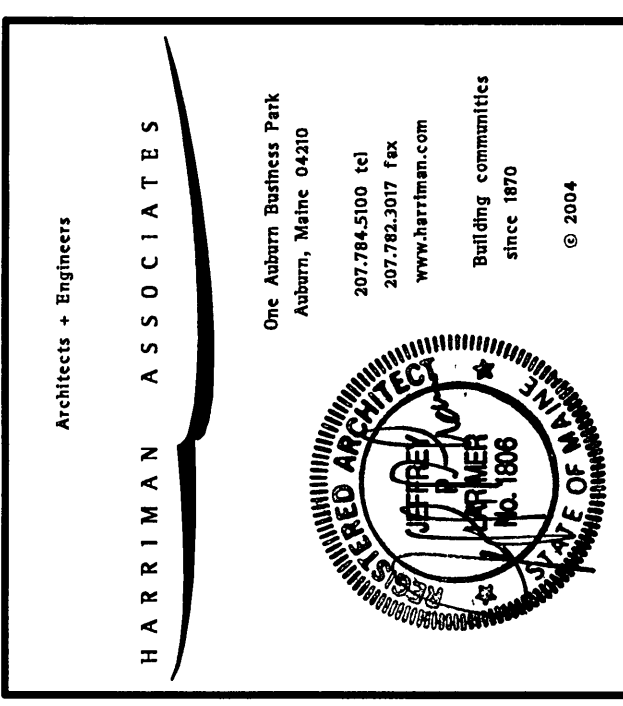 Architects + Engineers
HARRIMAN ASSOCIATES
One Auburn Business Park
Auburn, Maine 04210
207.784.5100 tel
207.782.3017 fax
www.harriman.com
Building communities
since 1870
© 2004
REGISTERED ARCHITECT
JEFFREY
P.
LARIMER
No. 1806
STATE OF MAINE